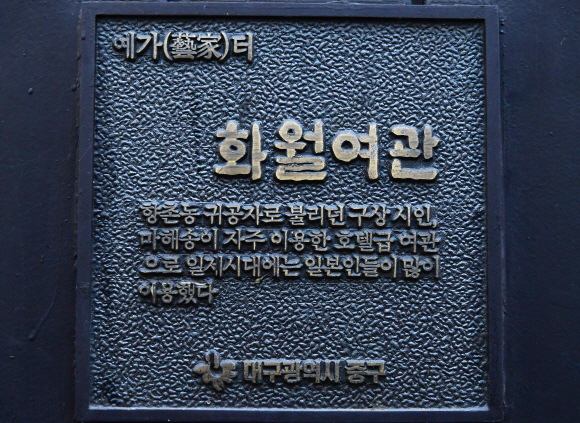 예가(藝家)터
화월여관
향촌동 귀공자로 불리던 구상 시인,
마해송이 자주 이용한 호텔급 여관
으로 일제시대에는 일본인들이 많이
이용했다.
대구광역시 중구